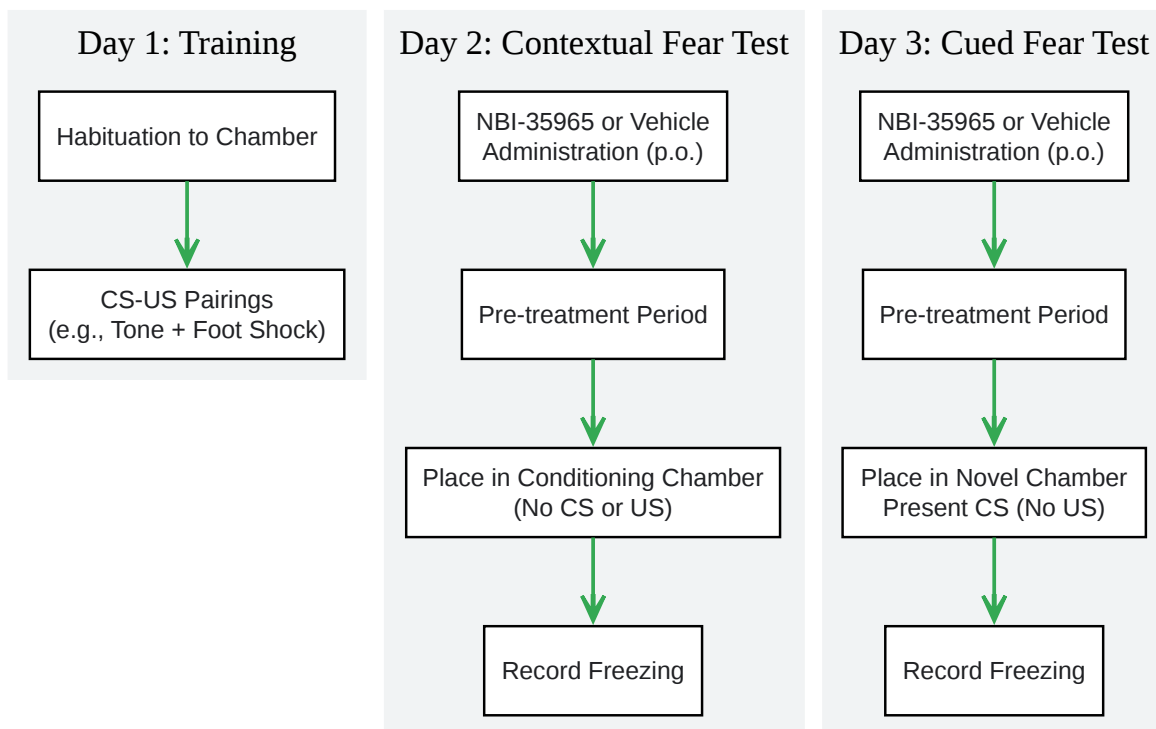 Day 1: Training
Habituation to Chamber
CS-US Pairings
(e.g., Tone + Foot Shock)
Day 2: Contextual Fear Test
NBI-35965 or Vehicle
Administration (p.o.)
Pre-treatment Period
Place in Conditioning Chamber
(No CS or US)
Record Freezing
Day 3: Cued Fear Test
NBI-35965 or Vehicle
Administration (p.o.)
Pre-treatment Period
Place in Novel Chamber
Present CS (No US)
Record Freezing